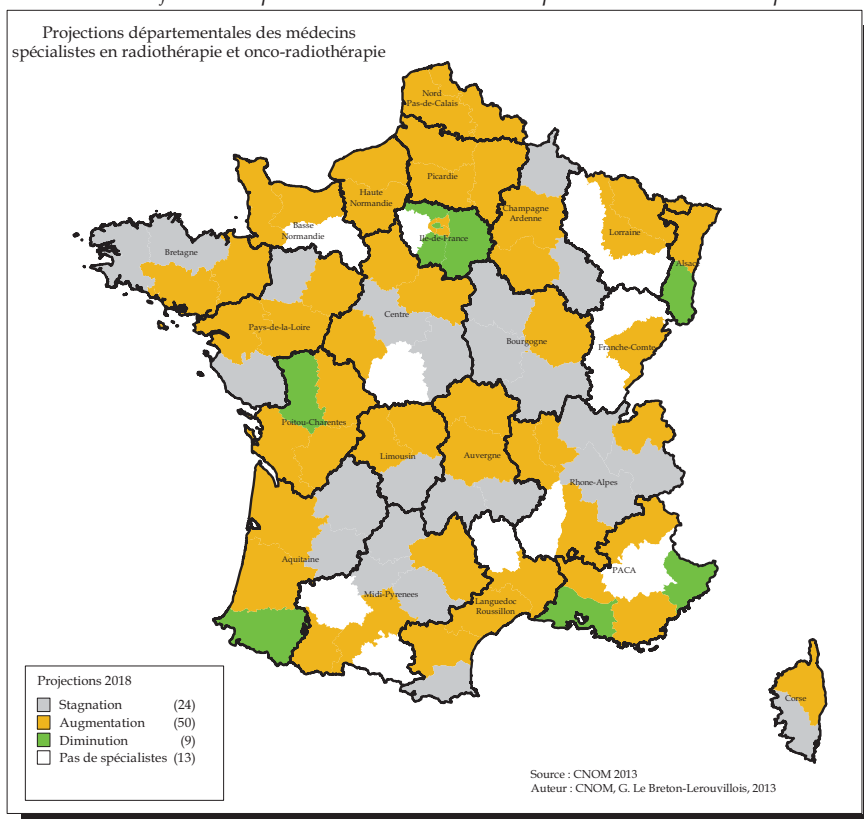 Projections départementales des médecins
spécialistes en radiothérapie et onco-radiothérapie
Nord
Pas-de-Calais
Picardie
Haute
Normandie
Champagne
Ardenne
Basse
Normandie
Lorraine
Ile-de-France
Bretagne
Alsace
Centre
Pays-de-la-Loire
Bourgogne
Franche-Comte
Poitou-Charentes
Limousin
Auvergne
Rhone-Alpes
Aquitaine
PACA
Midi-Pyrenees
Languedoc
Roussillon
Corse
Projections 2018
Stagnation (24)
Augmentation (50)
Diminution (9)
Pas de spécialistes (13)
Source : CNOM 2013
Auteur : CNOM, G. Le Breton-Lerouvillois, 2013